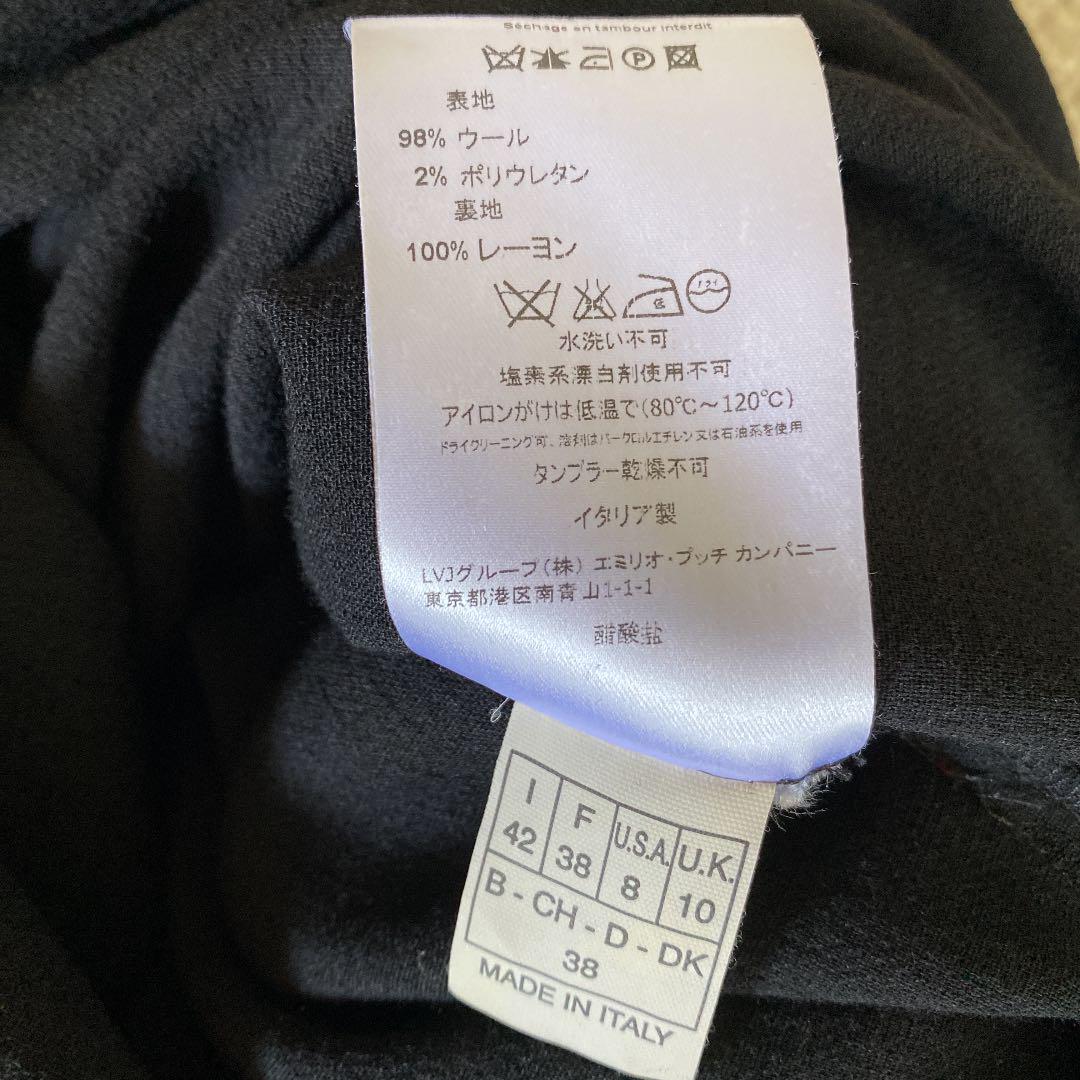 Séchage en tambour interdit
表地
98% ウール
2% ポリウレタン
裏地
100% レーヨン
水洗い不可
塩素系漂白剤使用不可
アイロンがけは低温で(80℃~120℃)
ドライクリーニング可、溶剤はパークロルエチレン又は石油系を使用
タンブラー乾燥不可
イタリア製
LVJグループ(株) エミリオ・プッチ カンパニー
東京都港区南青山1-1-1
酢酸塩
I F U.S.A. U.K.
42 38 8 10
B - CH - D - DK
38
MADE IN ITALY